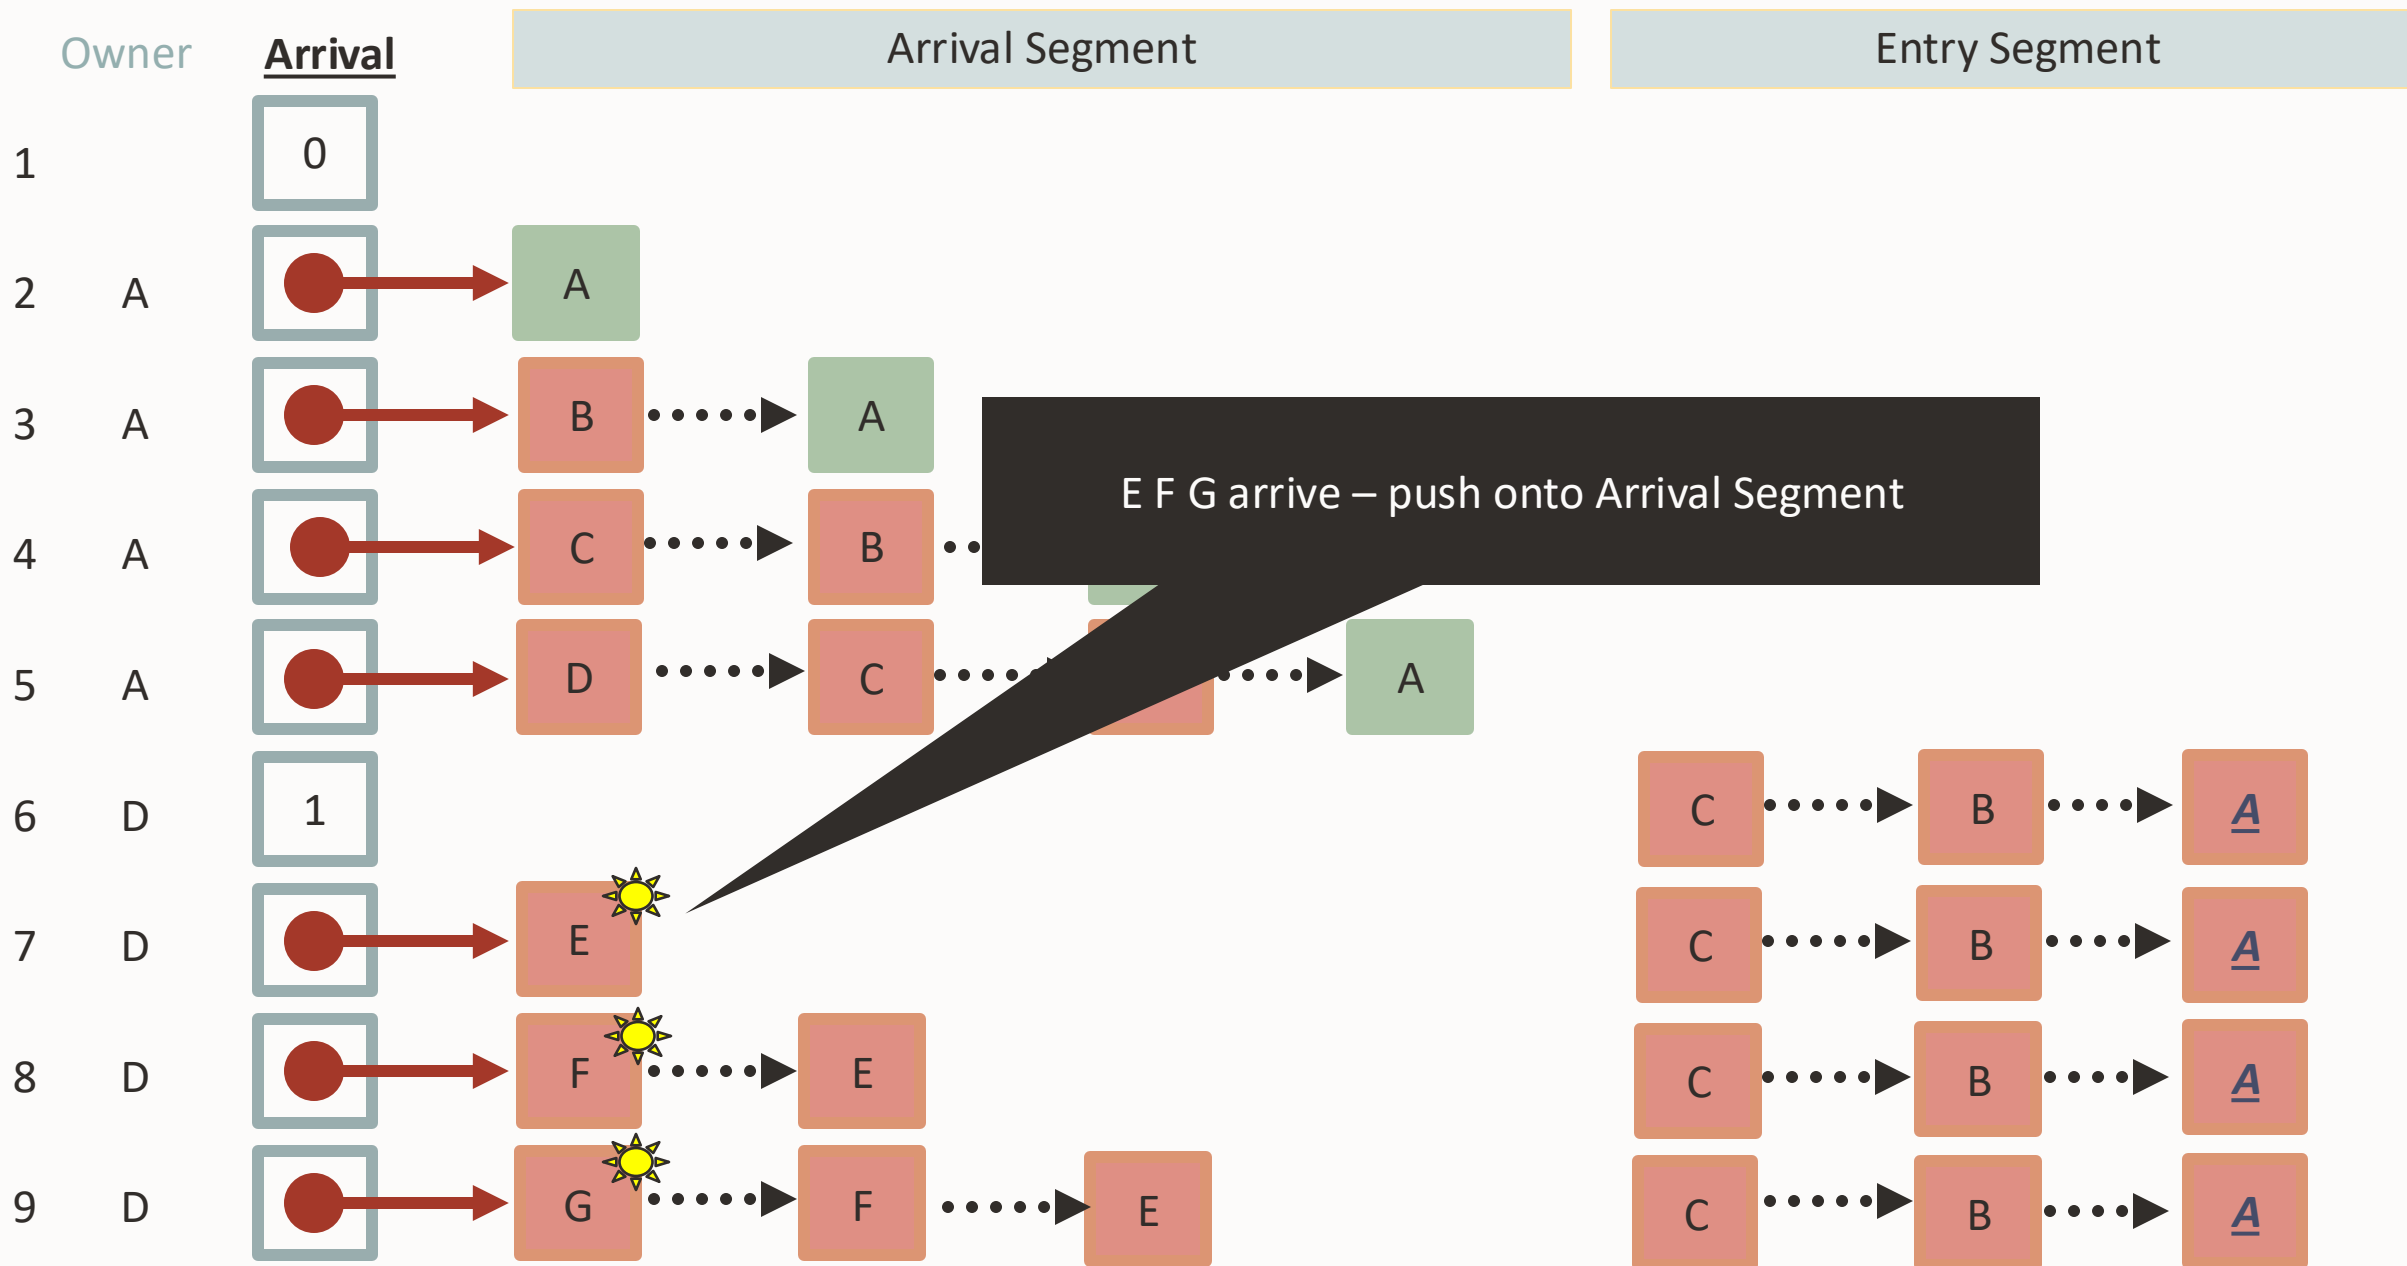 Owner Arrival Arrival Segment Entry Segment
1 0
2 A A
3 A B A
E F G arrive – push onto Arrival Segment
4 A C B
5 A D C A
6 D 1 C B A
7 D E C B A
8 D F E C B A
9 D G F E C B A